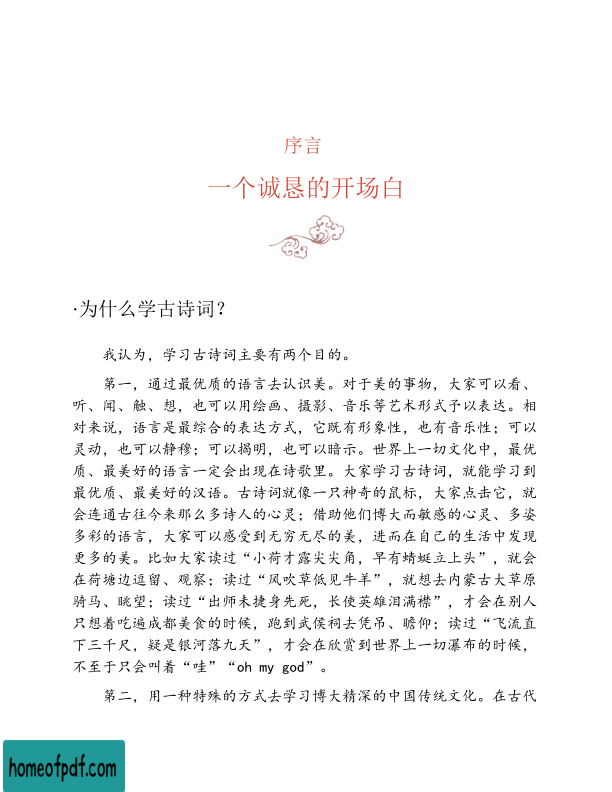 序言
一个诚恳的开场白
·为什么学古诗词？
我认为，学习古诗词主要有两个目的。
第一，通过最优质的语言去认识美。对于美的事物，大家可以看、
听、闻、触、想，也可以用绘画、摄影、音乐等艺术形式予以表达。相
对来说，语言是最综合的表达方式，它既有形象性，也有音乐性；可以
灵动，也可以静穆；可以揭明，也可以暗示。世界上一切文化中，最优
质、最美好的语言一定会出现在诗歌里。大家学习古诗词，就能学习到
最优质、最美好的汉语。古诗词就像一只神奇的鼠标，大家点击它，就
会连通古往今来那么多诗人的心灵；借助他们博大而敏感的心灵、多姿
多彩的语言，大家可以感受到无穷无尽的美，进而在自己的生活中发现
更多的美。比如大家读过“小荷才露尖尖角，早有蜻蜓立上头”，就会
在荷塘边逗留、观察；读过“风吹草低见牛羊”，就想去内蒙古大草原
骑马、眺望；读过“出师未捷身先死，长使英雄泪满襟”，才会在别人
只想着吃遍成都美食的时候，跑到武侯祠去凭吊、瞻仰；读过“飞流直
下三千尺，疑是银河落九天”，才会在欣赏到世界上一切瀑布的时候，
不至于只会叫着“哇”“oh my god”。
第二，用一种特殊的方式去学习博大精深的中国传统文化。在古代
homeofpdf.com